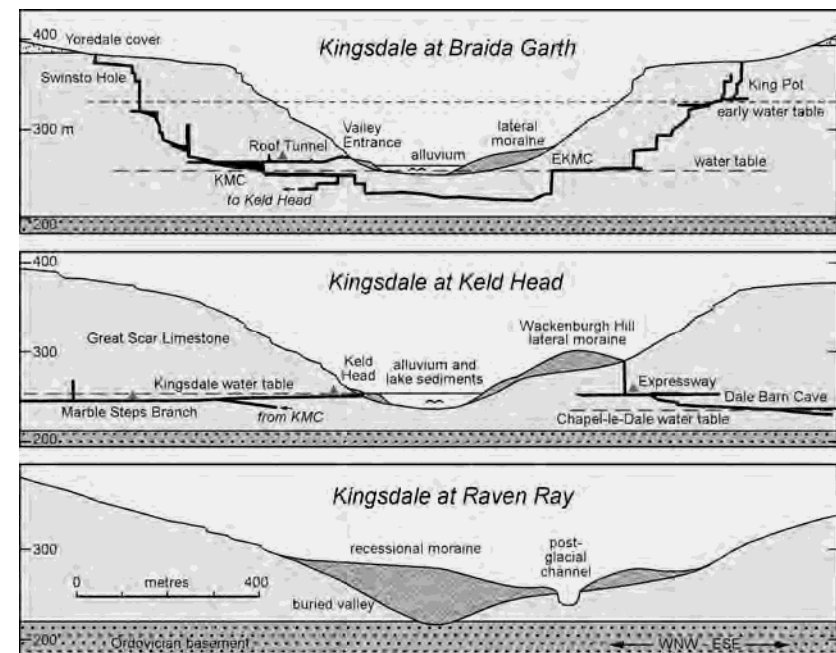 400
Yoredale cover
Kingsdale at Braida Garth
Swinsto Hole
King Pot
early water table
300 m
Valley
Entrance
lateral
moraine
Roof Tunnel
alluvium
water table
KMC
EKMC
to Keld Head
200
400
Kingsdale at Keld Head
Great Scar Limestone
Wackenburgh Hill
lateral moraine
300
Keld
Head
alluvium and
lake sediments
Kingsdale water table
Expressway
Marble Steps Branch
from KMC
Dale Barn Cave
Chapel-le-Dale water table
200
Kingsdale at Raven Ray
300
recessional moraine
post-
glacial
channel
0 metres 400
buried valley
200
Ordovician basement
WNW - ESE